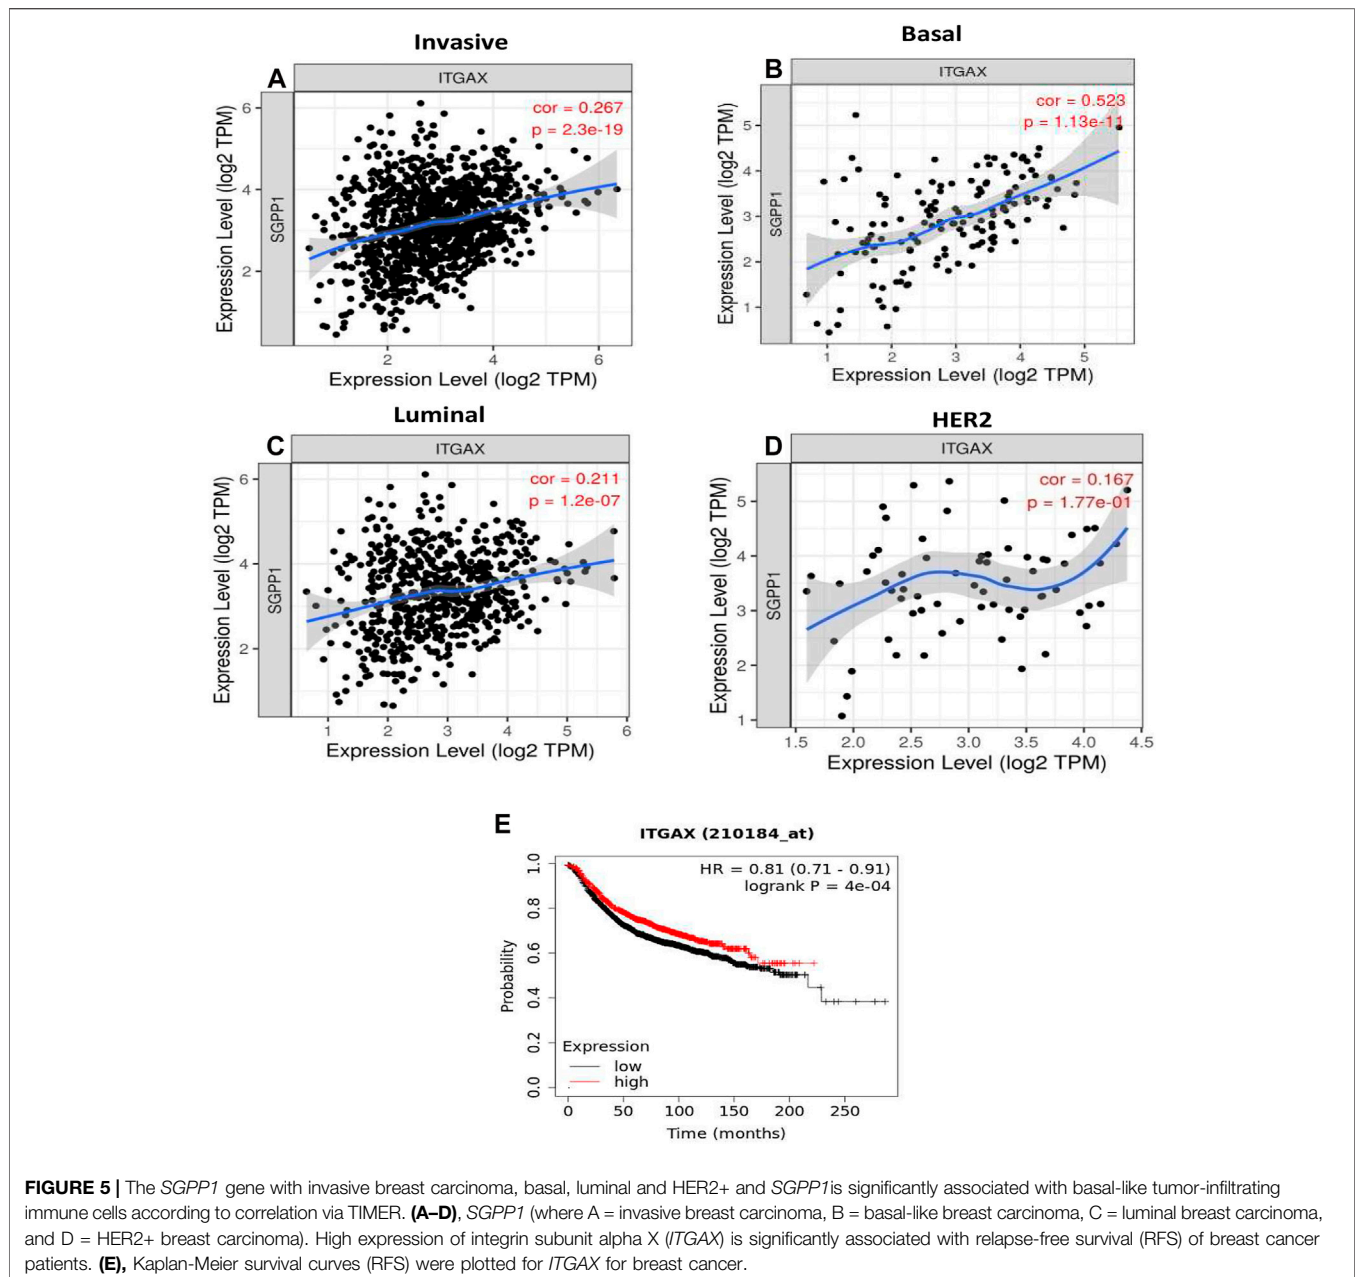 Invasive
A
ITGAX
cor = 0.267
p = 2.3e-19
SGPP1
Expression Level (log2 TPM)
6
4
2
2 4 6
Expression Level (log2 TPM)
Basal
B
ITGAX
cor = 0.523
p = 1.13e-11
SGPP1
Expression Level (log2 TPM)
5
4
3
2
1
1 2 3 4 5
Expression Level (log2 TPM)
Luminal
C
ITGAX
cor = 0.211
p = 1.2e-07
SGPP1
Expression Level (log2 TPM)
6
4
2
1 2 3 4 5 6
Expression Level (log2 TPM)
HER2
D
ITGAX
cor = 0.167
p = 1.77e-01
SGPP1
Expression Level (log2 TPM)
5
4
3
2
1
1.5 2.0 2.5 3.0 3.5 4.0 4.5
Expression Level (log2 TPM)
E
ITGAX (210184_at)
HR = 0.81 (0.71 - 0.91)
logrank P = 4e-04
Probability
1.0
0.8
0.6
0.4
0.2
0.0
Expression
low
high
0 50 100 150 200 250
Time (months)
FIGURE 5 | The SGPP1 gene with invasive breast carcinoma, basal, luminal and HER2+ and SGPP1is significantly associated with basal-like tumor-infiltrating
immune cells according to correlation via TIMER. (A–D), SGPP1 (where A = invasive breast carcinoma, B = basal-like breast carcinoma, C = luminal breast carcinoma,
and D = HER2+ breast carcinoma). High expression of integrin subunit alpha X (ITGAX) is significantly associated with relapse-free survival (RFS) of breast cancer
patients. (E), Kaplan-Meier survival curves (RFS) were plotted for ITGAX for breast cancer.